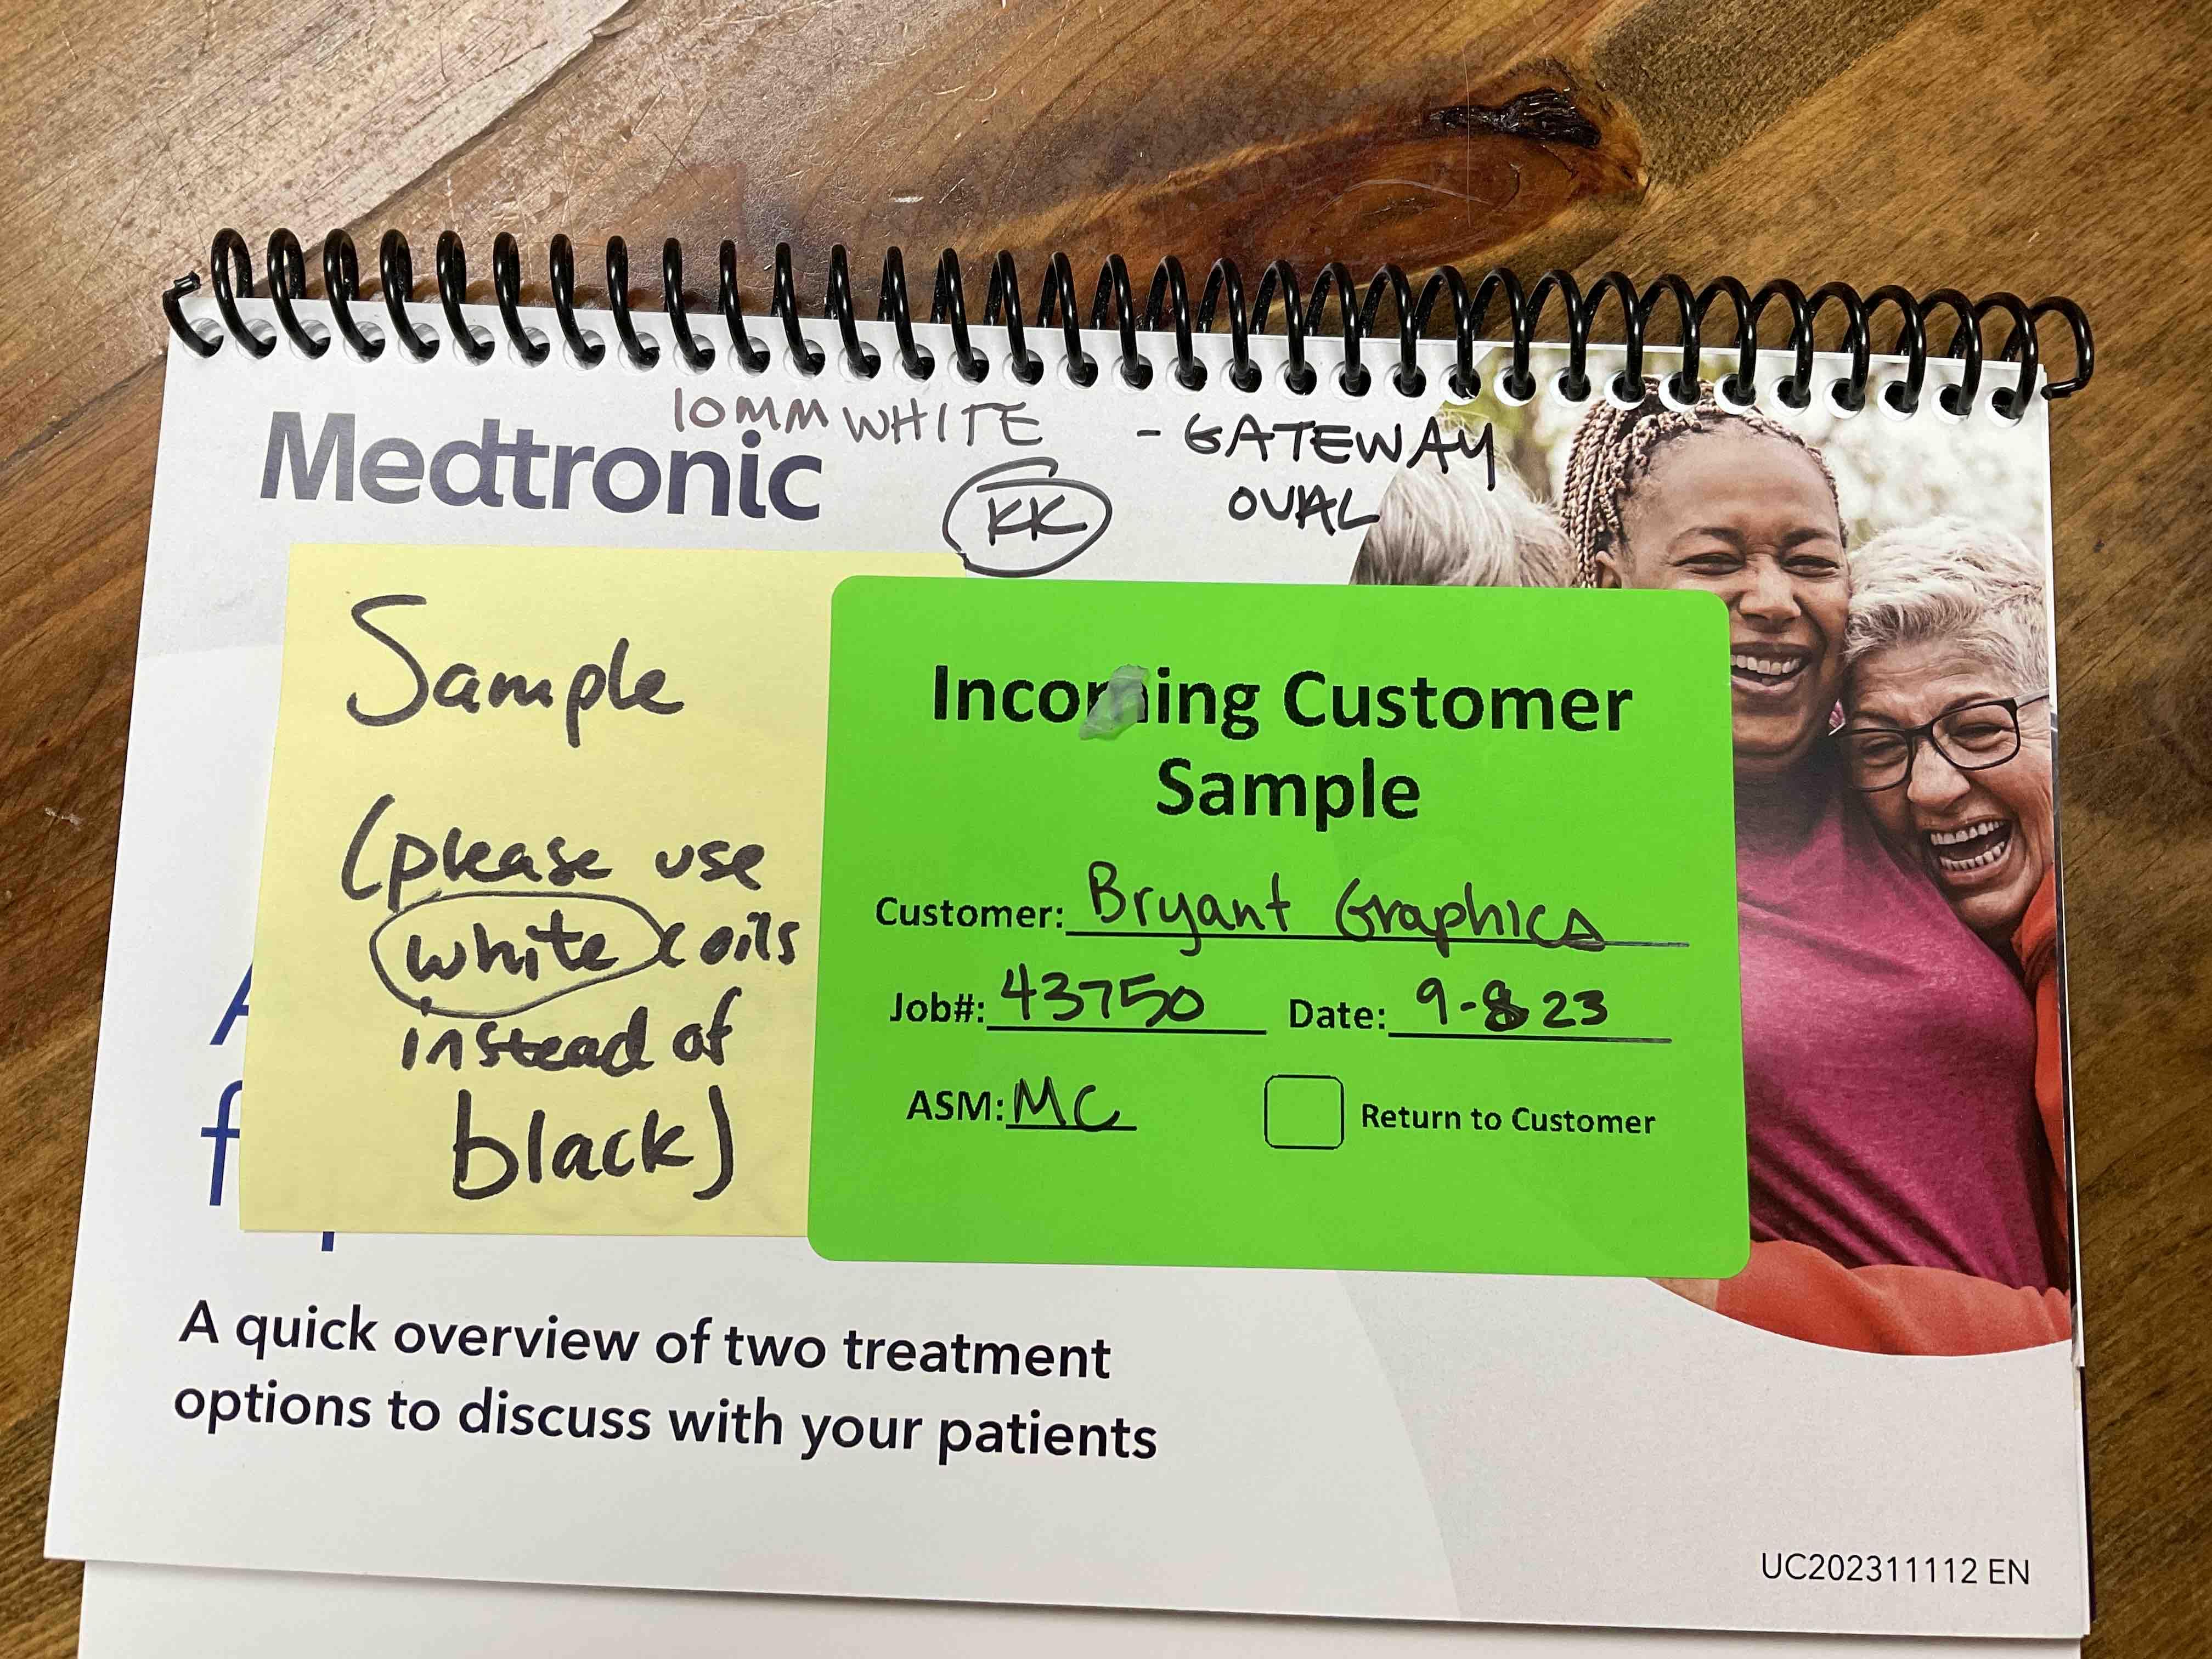 10MM WHITE - GATEWAY
OVAL
Medtronic
KK
Sample
(please use
white coils
instead of
black)
Incoming Customer
Sample
Customer: Bryant Graphics
Job#: 43750 Date: 9-8 23
ASM: MC Return to Customer
A quick overview of two treatment
options to discuss with your patients
UC202311112 EN